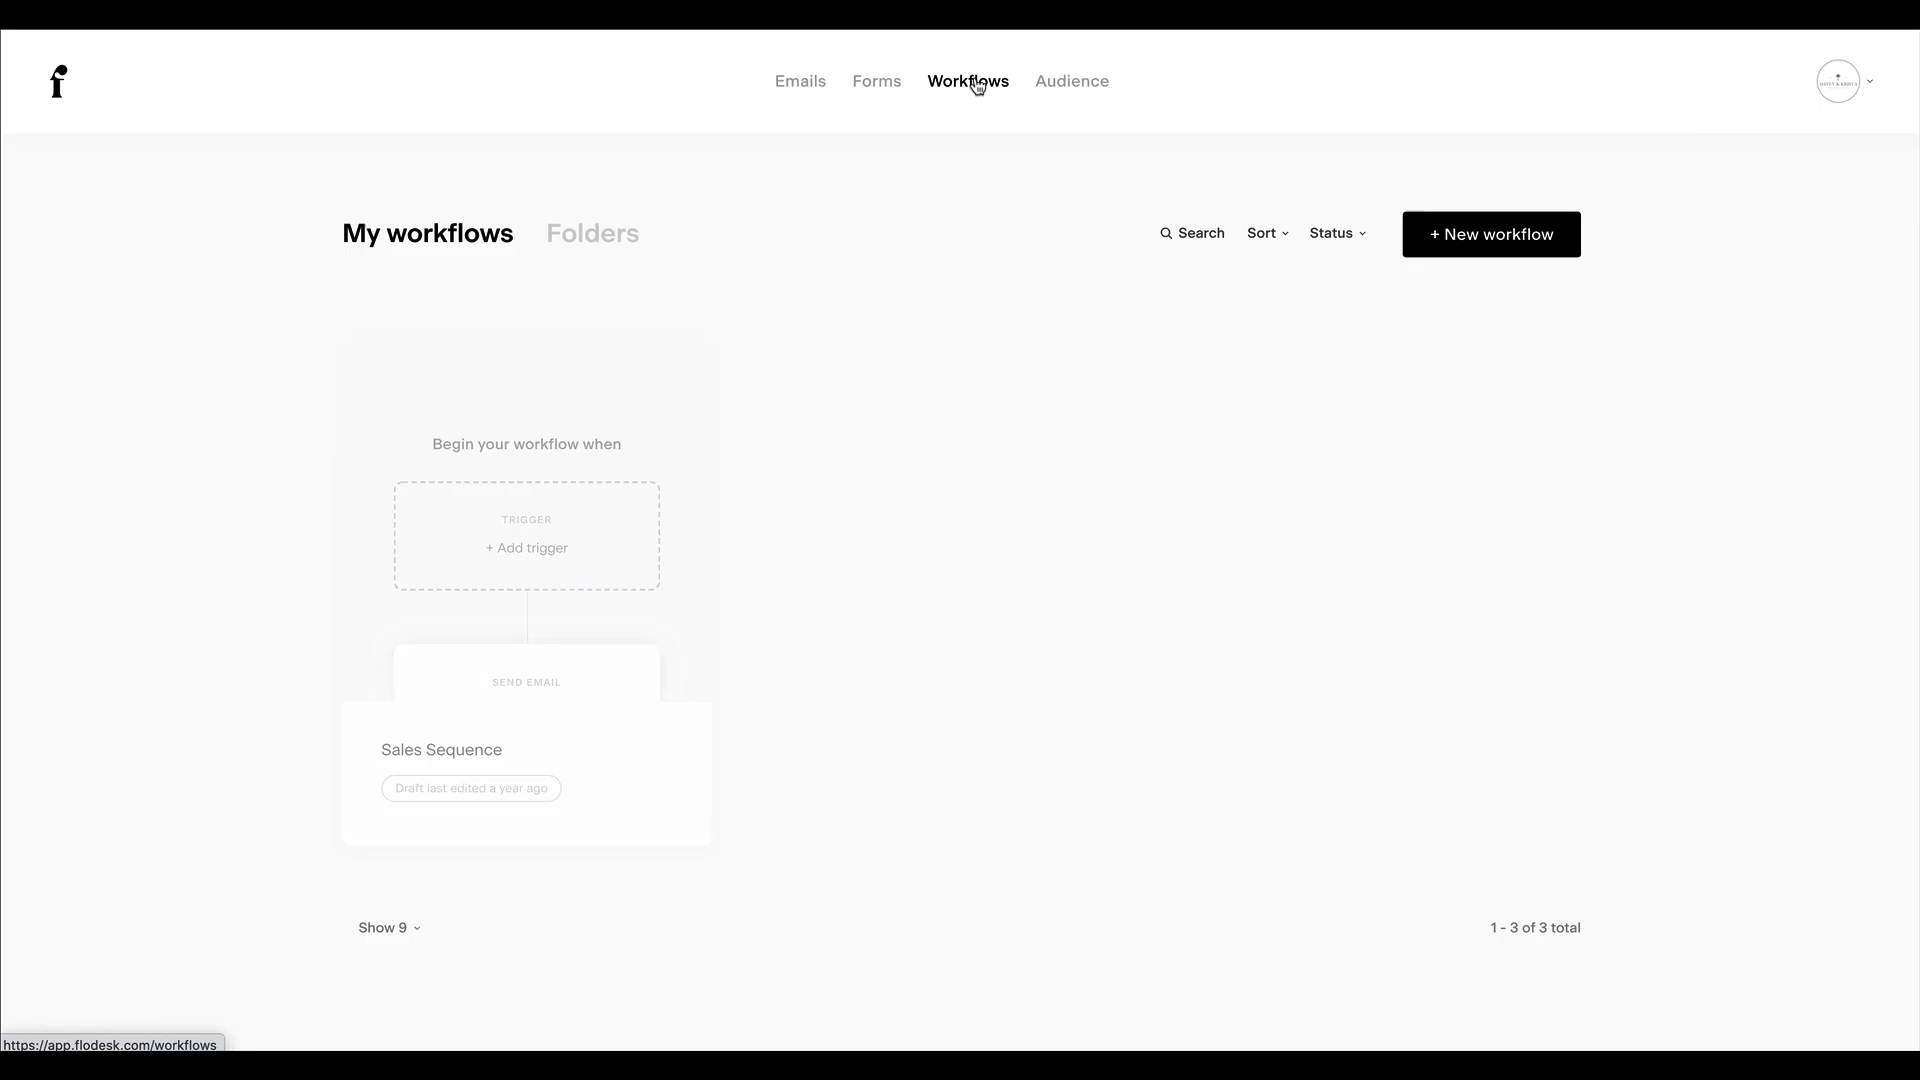 f
Emails Forms Workflows Audience
My workflows Folders
Search Sort Status + New workflow
Begin your workflow when
TRIGGER
+ Add trigger
SEND EMAIL
Sales Sequence
Draft last edited a year ago
Show 9
1 - 3 of 3 total
https://app.flodesk.com/workflows